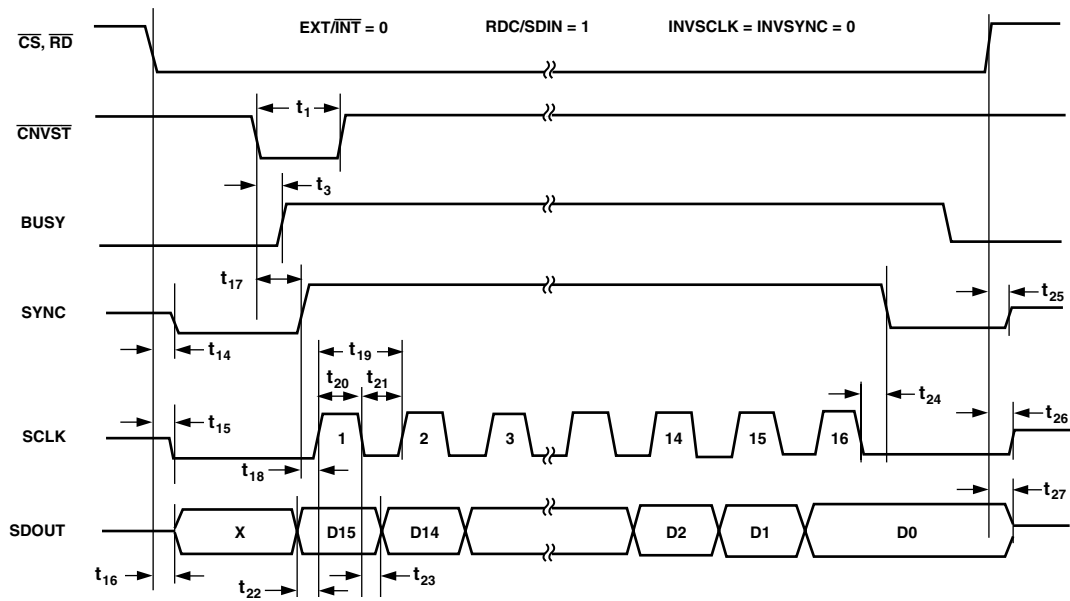 EXT/INT = 0 RDC/SDIN = 1 INVSCLK = INVSYNC = 0
CS, RD
t1
CNVST
t3
BUSY
t17
SYNC
t25
t14
t19
t20 t21
t24
t15
t26
SCLK
1 2 3 14 15 16
t18
t27
SDOUT
X D15 D14 D2 D1 D0
t16
t22
t23